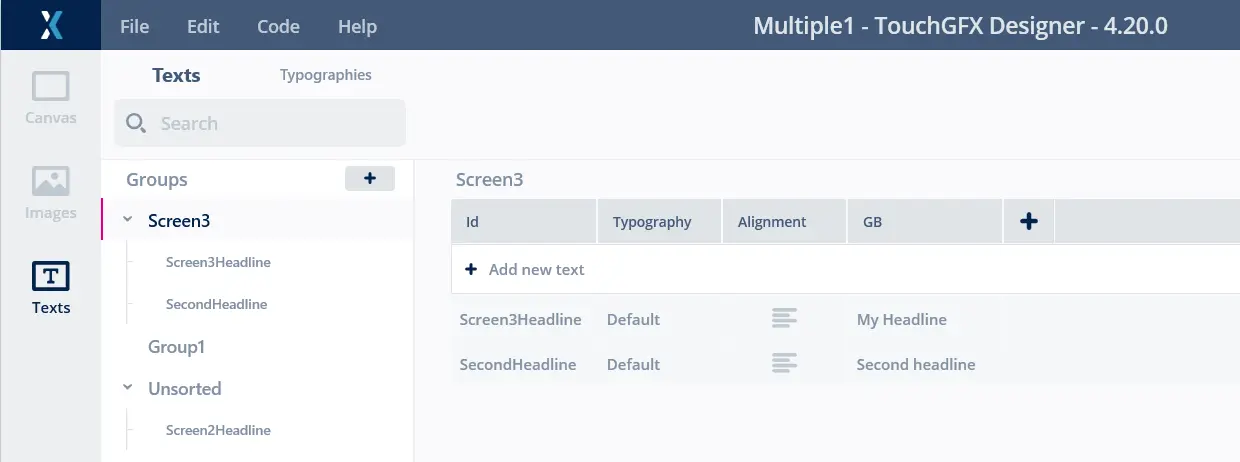 File Edit Code Help Multiple1 - TouchGFX Designer - 4.20.0
Canvas
Images
Texts
Texts Typographies
Search
Groups +
Screen3
Screen3Headline
SecondHeadline
Group1
Unsorted
Screen2Headline
Screen3
Id Typography Alignment GB +
+ Add new text
Screen3Headline Default My Headline
SecondHeadline Default Second headline